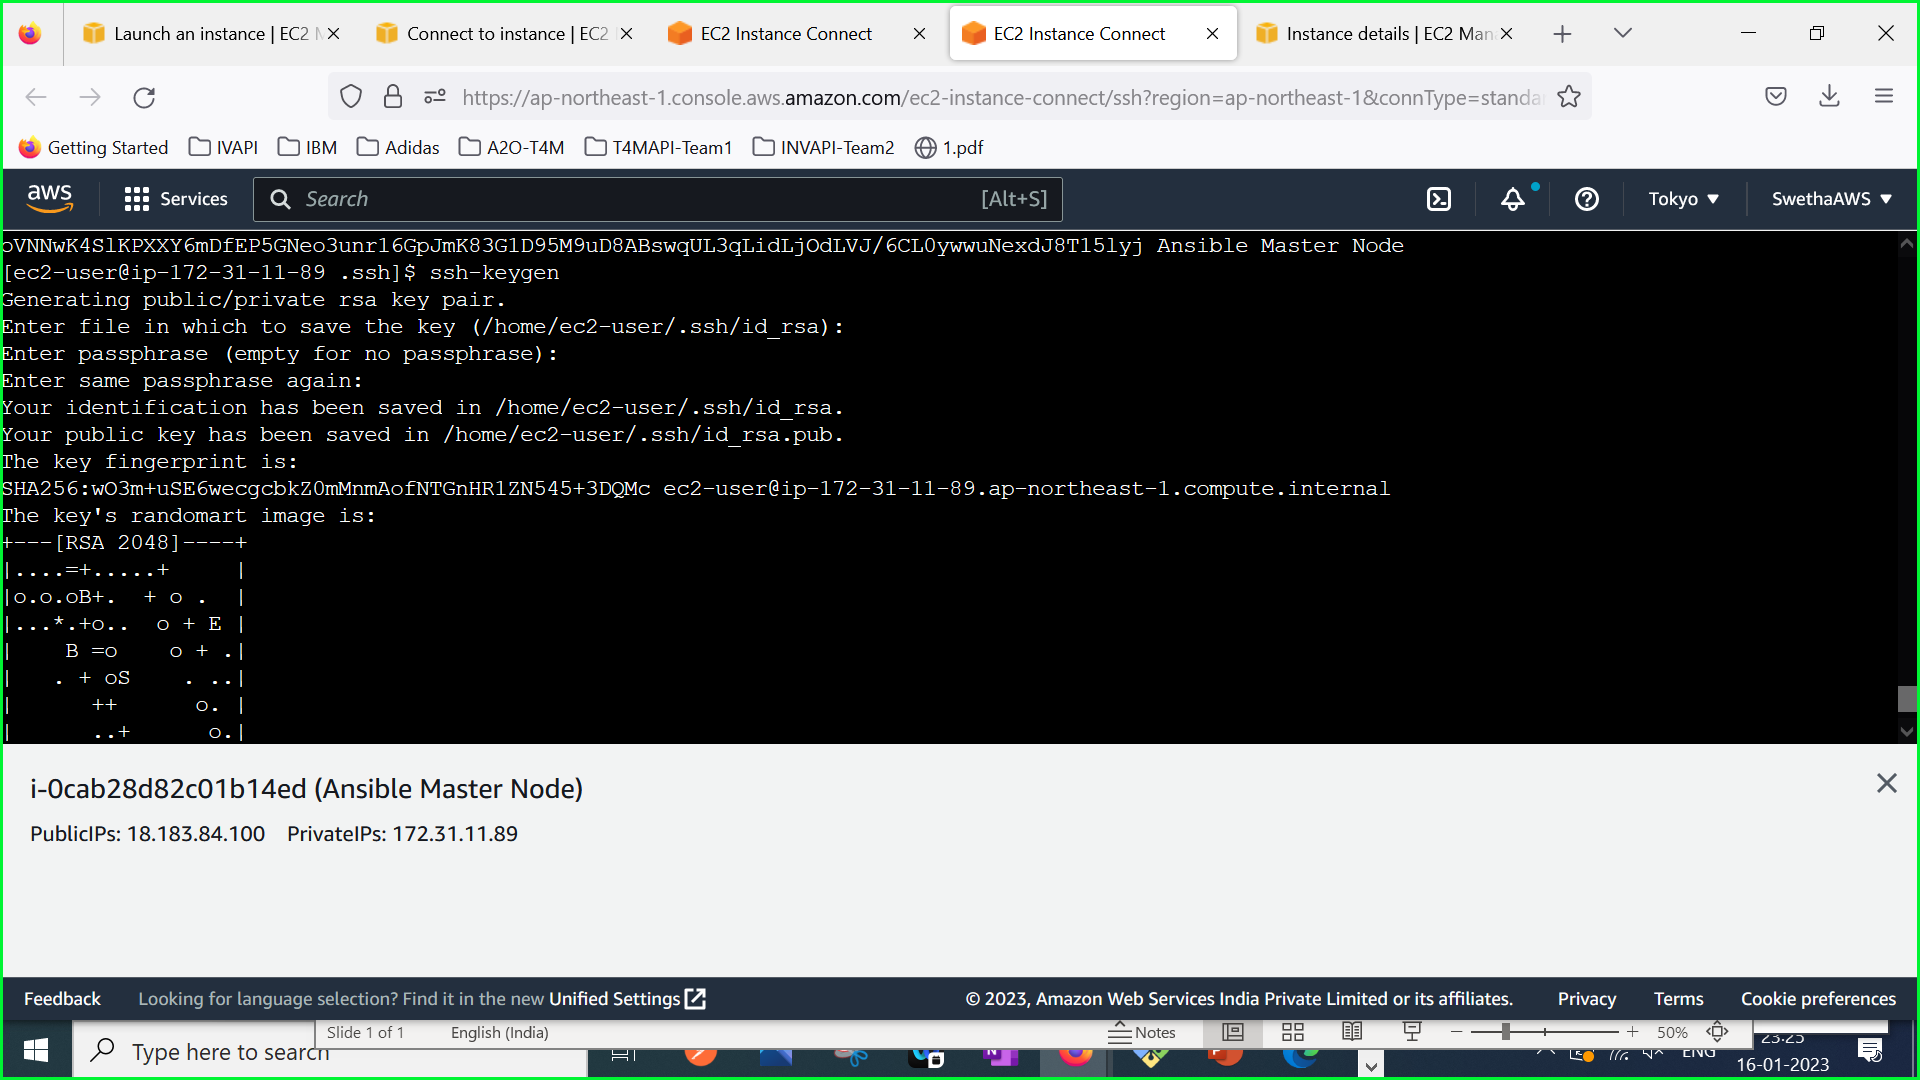 Launch an instance | EC2 M
Connect to instance | EC2
EC2 Instance Connect
EC2 Instance Connect
Instance details | EC2 Man
https://ap-northeast-1.console.aws.amazon.com/ec2-instance-connect/ssh?region=ap-northeast-1&connType=standa
Getting Started IVAPI IBM Adidas A2O-T4M T4MAPI-Team1 INVAPI-Team2 1.pdf
aws Services Search [Alt+S] Tokyo SwethaAWS
oVNNwK4SlKPXXY6mDfEP5GNeo3unr16GpJmK83G1D95M9uD8ABswqUL3qLidLjOdLVJ/6CL0ywwuNexdJ8T15lyj Ansible Master Node
[ec2-user@ip-172-31-11-89 .ssh]$ ssh-keygen
Generating public/private rsa key pair.
Enter file in which to save the key (/home/ec2-user/.ssh/id_rsa):
Enter passphrase (empty for no passphrase):
Enter same passphrase again:
Your identification has been saved in /home/ec2-user/.ssh/id_rsa.
Your public key has been saved in /home/ec2-user/.ssh/id_rsa.pub.
The key fingerprint is:
SHA256:wO3m+uSE6wecgcbkZ0mMnmAofNTGnHR1ZN545+3DQMc ec2-user@ip-172-31-11-89.ap-northeast-1.compute.internal
The key's randomart image is:
+---[RSA 2048]----+
|....=+.....+     |
|o.o.oB+.  + o .  |
|...*.+o..  o + E |
|    B =o    o + .|
|   . + oS    . ..|
|      ++      o. |
|      ..+      o.|
i-0cab28d82c01b14ed (Ansible Master Node)
PublicIPs: 18.183.84.100 PrivateIPs: 172.31.11.89
Feedback Looking for language selection? Find it in the new Unified Settings © 2023, Amazon Web Services India Private Limited or its affiliates. Privacy Terms Cookie preferences
Slide 1 of 1 English (India) Notes 50%
Type here to search ENG 23:25
16-01-2023